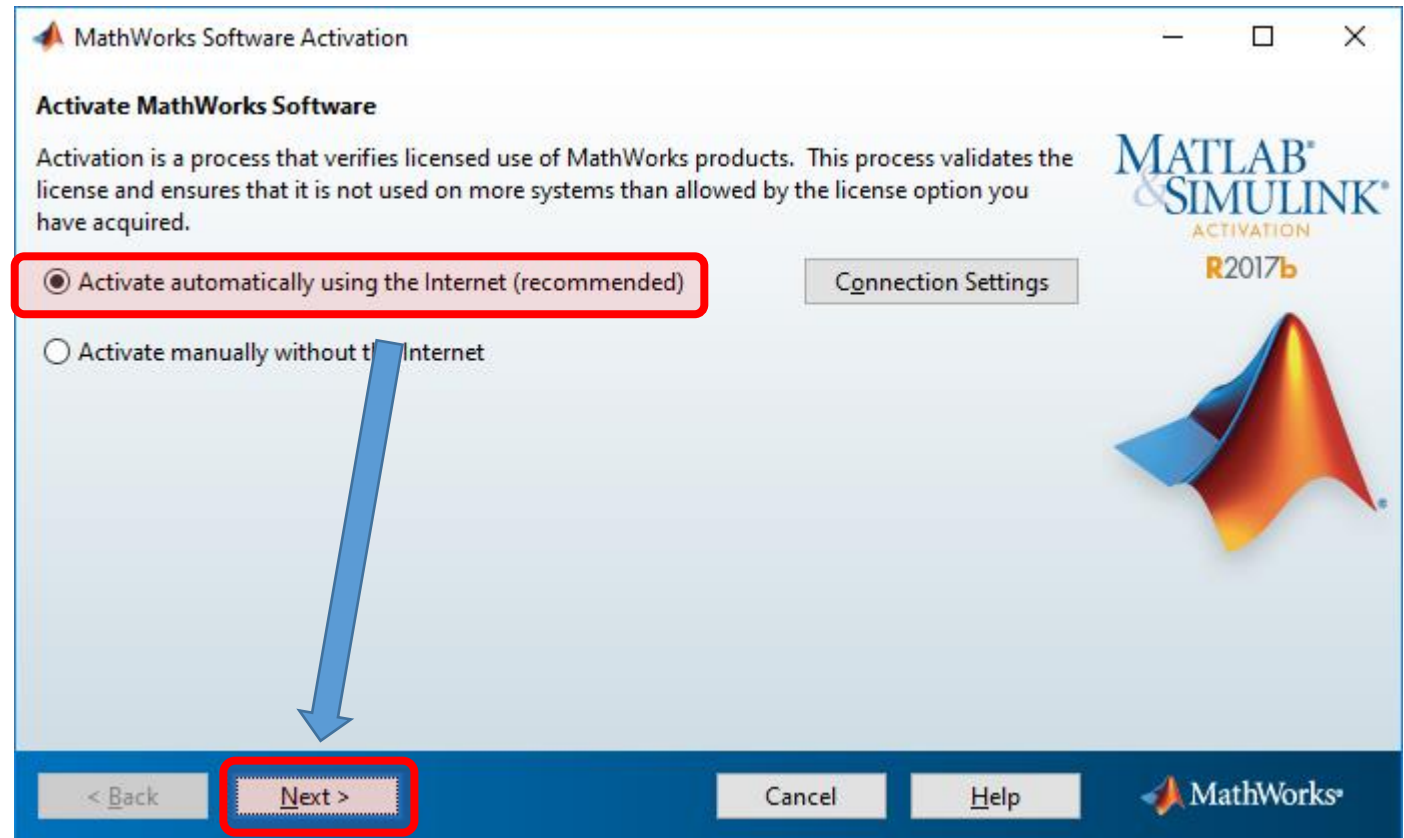 MathWorks Software Activation
Activate MathWorks Software
Activation is a process that verifies licensed use of MathWorks products. This process validates the
license and ensures that it is not used on more systems than allowed by the license option you
have acquired.
Activate automatically using the Internet (recommended)
Connection Settings
Activate manually without the Internet
MATLAB®
&SIMULINK®
ACTIVATION
R2017b
< Back
Next >
Cancel
Help
MathWorks®